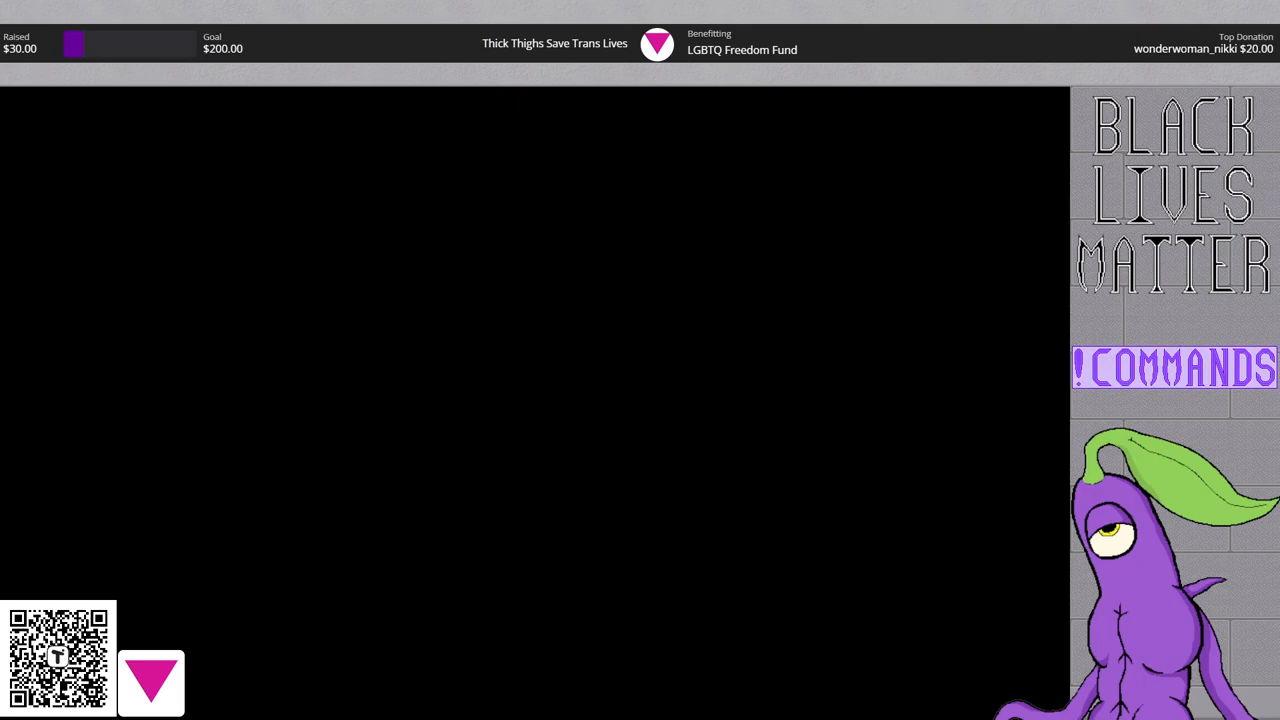 Raised
$30.00
Goal
$200.00
Thick Thighs Save Trans Lives
Benefitting
LGBTQ Freedom Fund
Top Donation
wonderwoman_nikki $20.00
BLACK
LIVES
MATTER
!COMMANDS
T